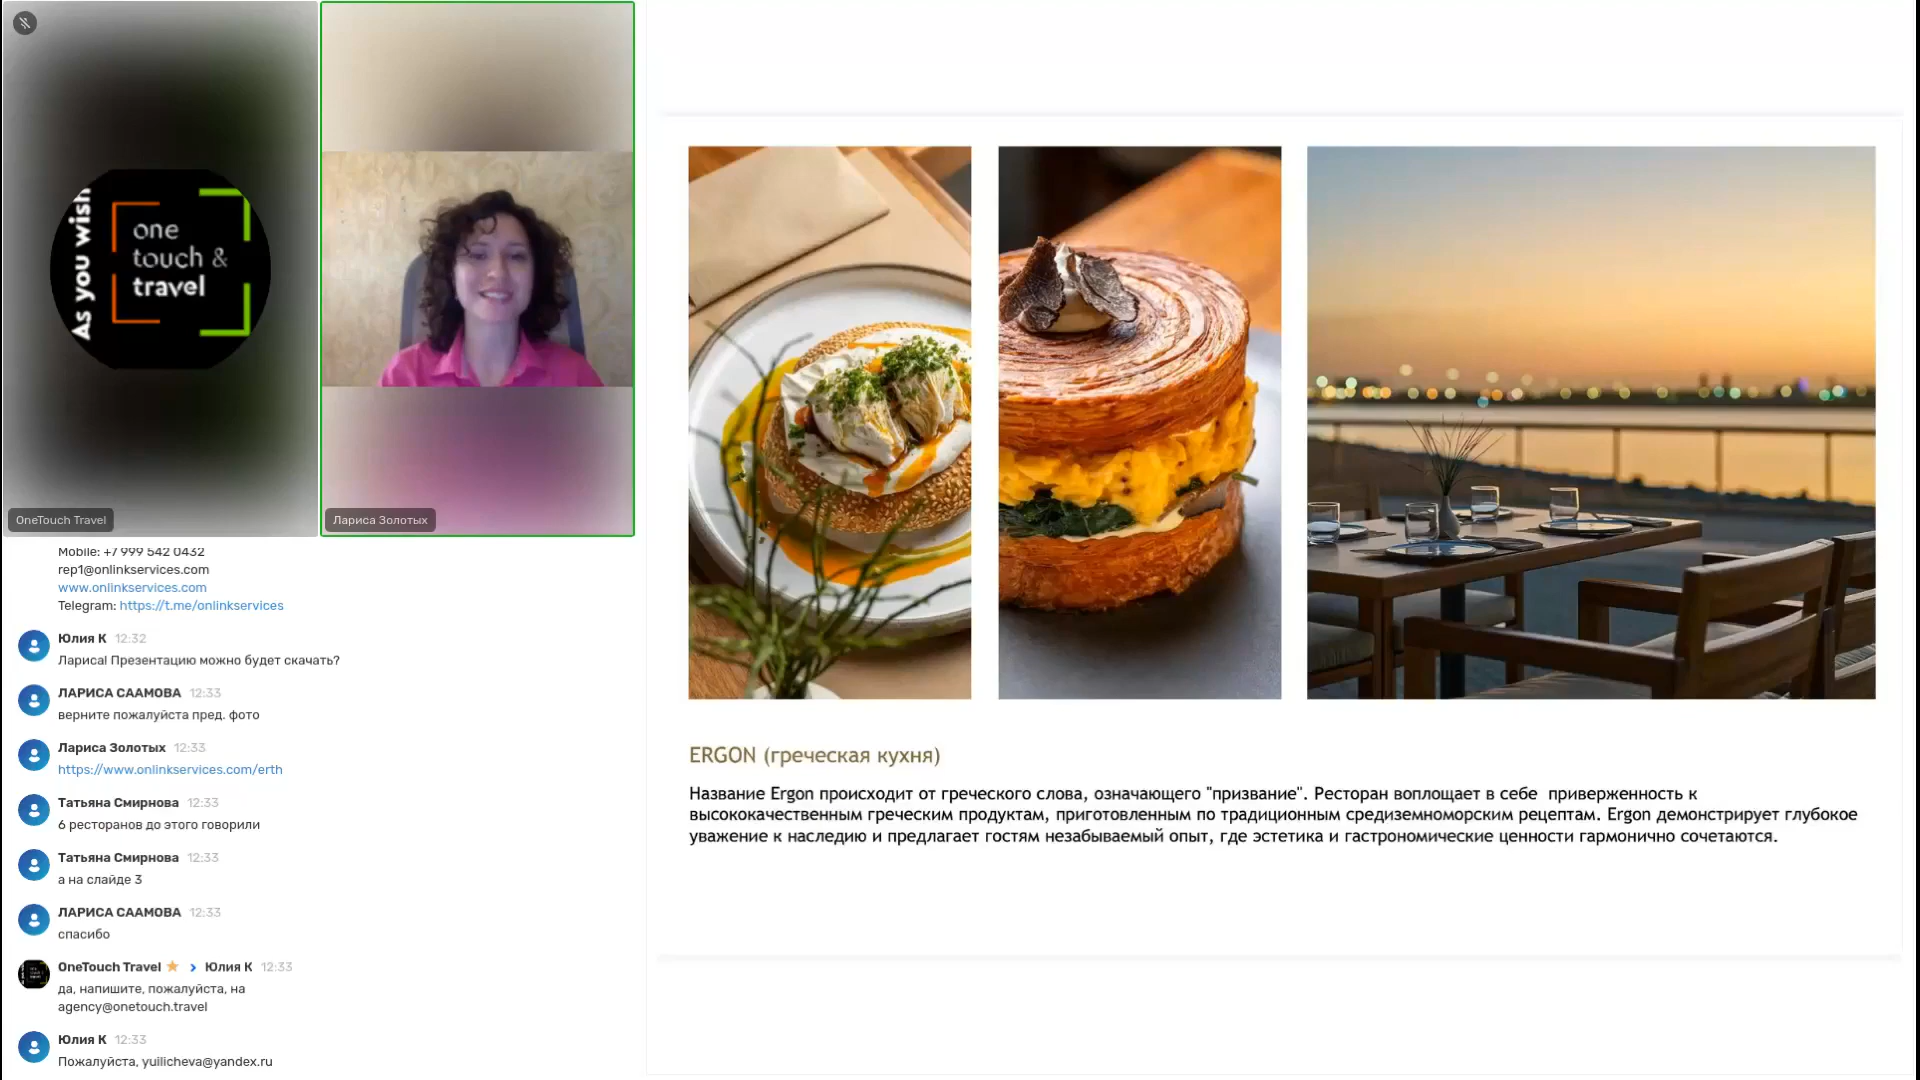 As you wish
one
touch &
travel
OneTouch Travel
Лариса Золотых
Mobile: +7 999 542 0432
rep1@onlinkservices.com
www.onlinkservices.com
Telegram: https://t.me/onlinkservices
Юлия К 12:32
Лариса! Презентацию можно будет скачать?
ЛАРИСА СААМОВА 12:33
верните пожалуйста пред. фото
Лариса Золотых 12:33
https://www.onlinkservices.com/erth
Татьяна Смирнова 12:33
6 ресторанов до этого говорили
Татьяна Смирнова 12:33
а на слайде 3
ЛАРИСА СААМОВА 12:33
спасибо
OneTouch Travel Юлия К 12:33
да, напишите, пожалуйста, на
agency@onetouch.travel
Юлия К 12:33
Пожалуйста, yuilicheva@yandex.ru
ERGON (греческая кухня)
Название Ergon происходит от греческого слова, означающего "призвание". Ресторан воплощает в себе приверженность к
высококачественным греческим продуктам, приготовленным по традиционным средиземноморским рецептам. Ergon демонстрирует глубокое
уважение к наследию и предлагает гостям незабываемый опыт, где эстетика и гастрономические ценности гармонично сочетаются.